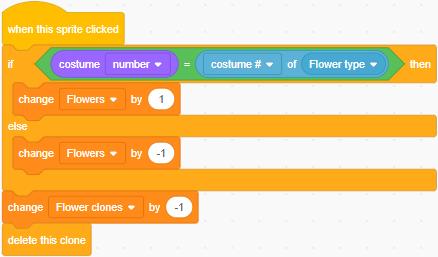 when this sprite clicked
if costume number = costume # of Flower type then
change Flowers by 1
else
change Flowers by -1
change Flower clones by -1
delete this clone